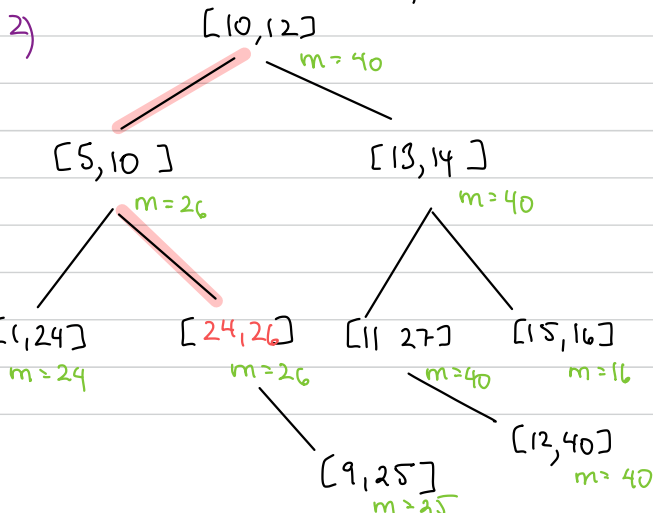 2)
[10,12]
m = 40
[5,10 ]
[13,14 ]
m = 26
m = 40
[1,24]
[24,26]
[11 27]
[15,16]
m = 24
m = 26
m = 40
m = 16
[12,40]
[9,25]
m = 40
m = 25